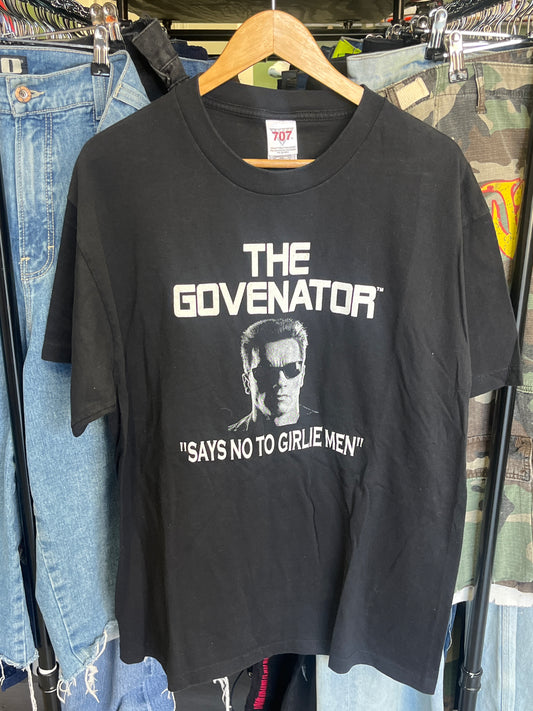 707
THE
GOVENATOR™
"SAYS NO TO GIRLIE MEN"